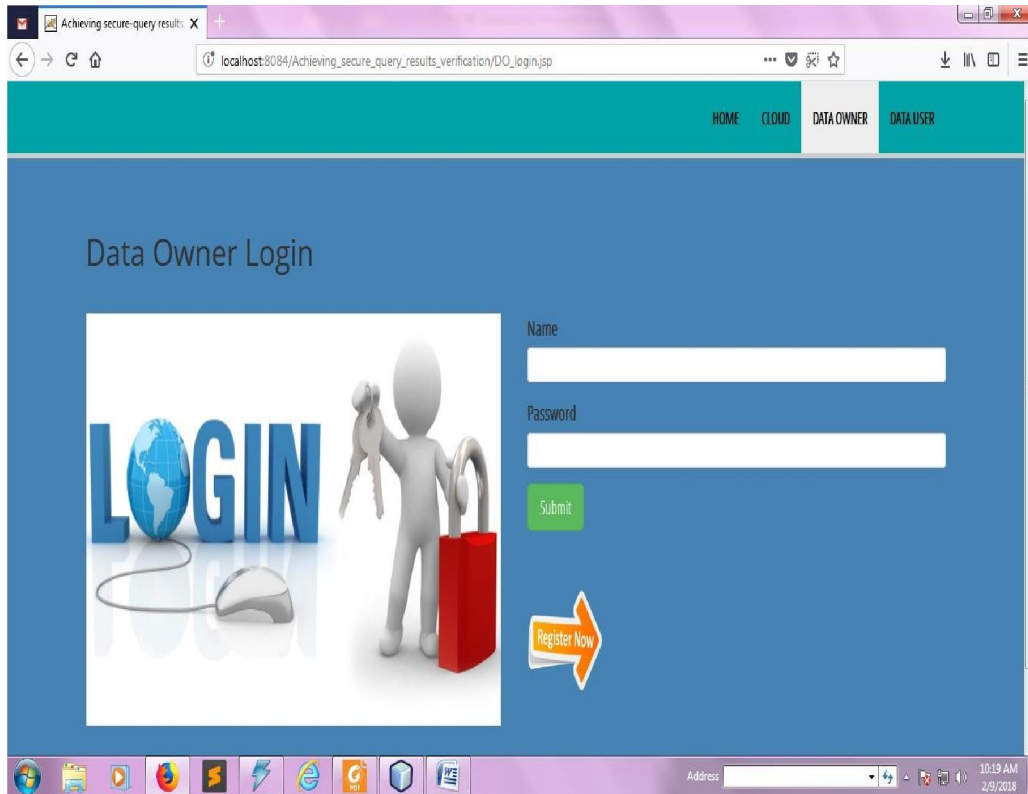 Achieving secure-query results
localhost:8084/Achieving_secure_query_results_verification/DO_login.jsp
HOME CLOUD DATA OWNER DATA USER
Data Owner Login
LOGIN
Name
Password
Submit
Register Now
Address
10:19 AM
2/9/2018